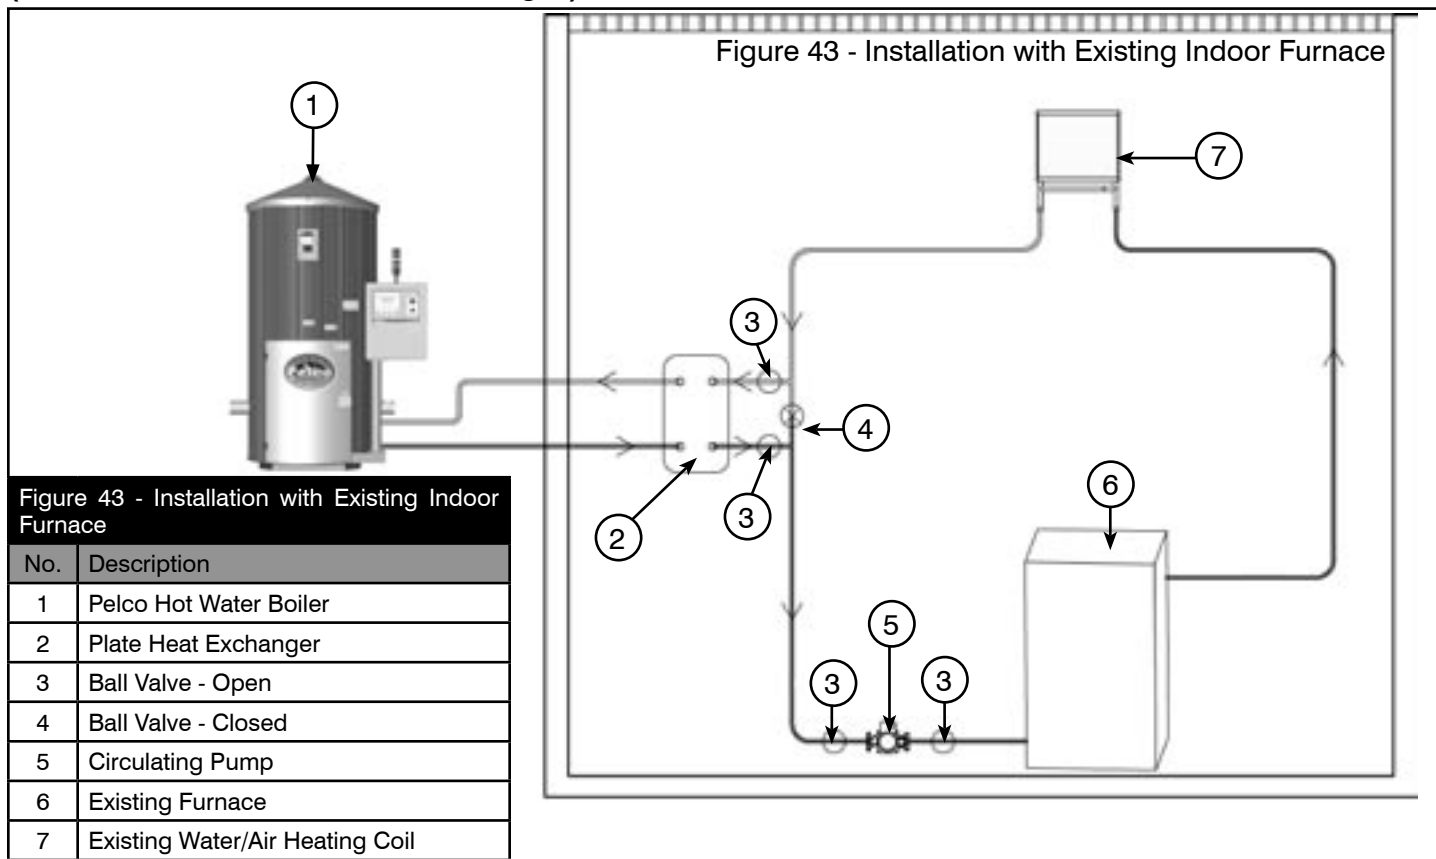 Figure 43 - Installation with Existing Indoor Furnace
1
7
3
4
3
2
6
5
3
3
Figure 43 - Installation with Existing Indoor
Furnace
No. Description
1 Pelco Hot Water Boiler
2 Plate Heat Exchanger
3 Ball Valve - Open
4 Ball Valve - Closed
5 Circulating Pump
6 Existing Furnace
7 Existing Water/Air Heating Coil